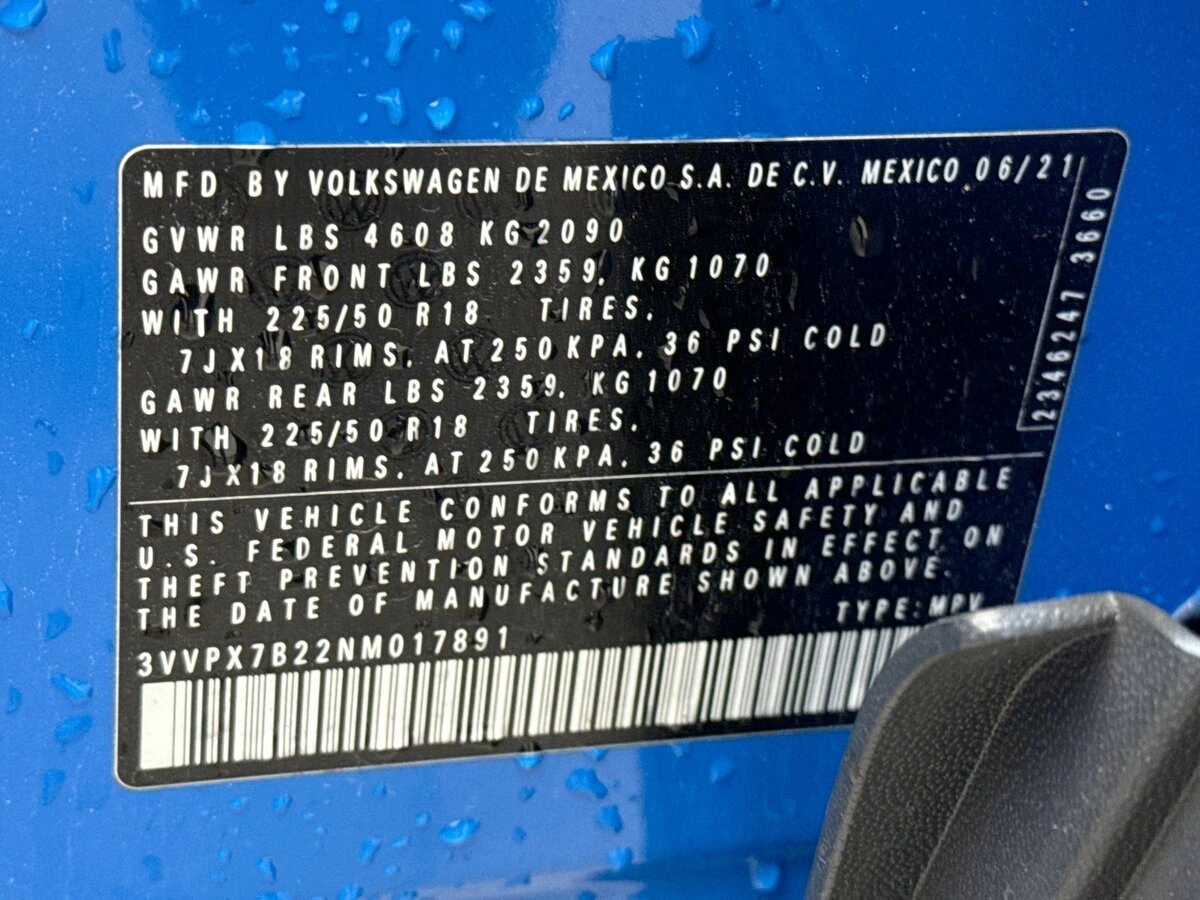 MFD BY VOLKSWAGEN DE MEXICO S.A. DE C.V. MEXICO 06/21
GVWR LBS 4608 KG 2090
GAWR FRONT LBS 2359, KG 1070
WITH 225/50 R18 TIRES,
7J X18 RIMS, AT 250 KPA, 36 PSI COLD
GAWR REAR LBS 2359, KG 1070
WITH 225/50 R18 TIRES,
7J X18 RIMS, AT 250 KPA, 36 PSI COLD
2346247 3660
THIS VEHICLE CONFORMS TO ALL APPLICABLE
U.S. FEDERAL MOTOR VEHICLE SAFETY AND
THEFT PREVENTION STANDARDS IN EFFECT ON
THE DATE OF MANUFACTURE SHOWN ABOVE.
TYPE: MPV
3VVPX7B22NM017891